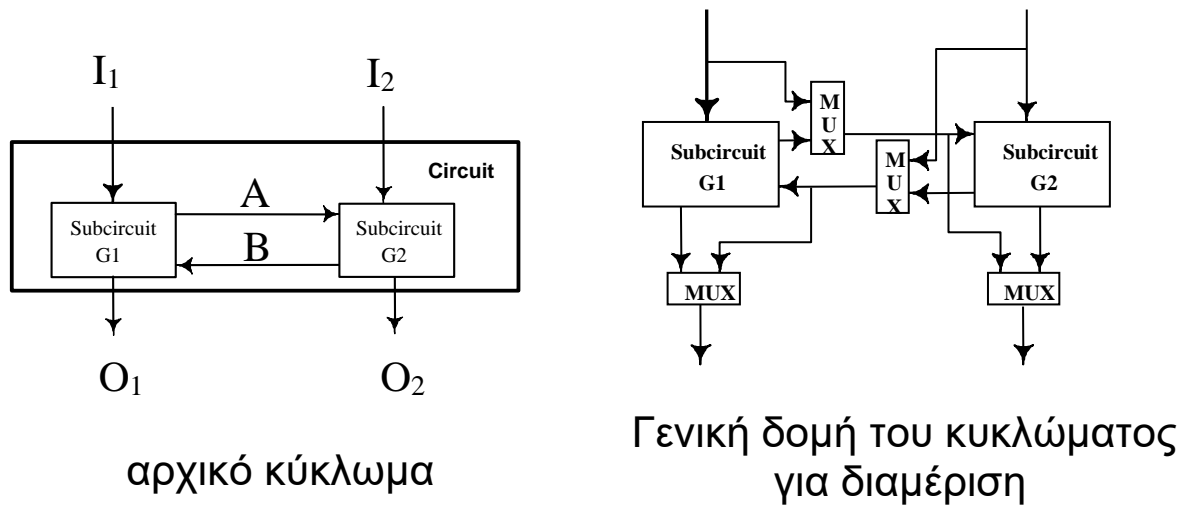 I1
I2
Circuit
A
B
Subcircuit
G1
Subcircuit
G2
O1
O2
αρχικό κύκλωμα
M
U
X
M
U
X
Subcircuit
G1
Subcircuit
G2
MUX
MUX
Γενική δομή του κυκλώματος
για διαμέριση